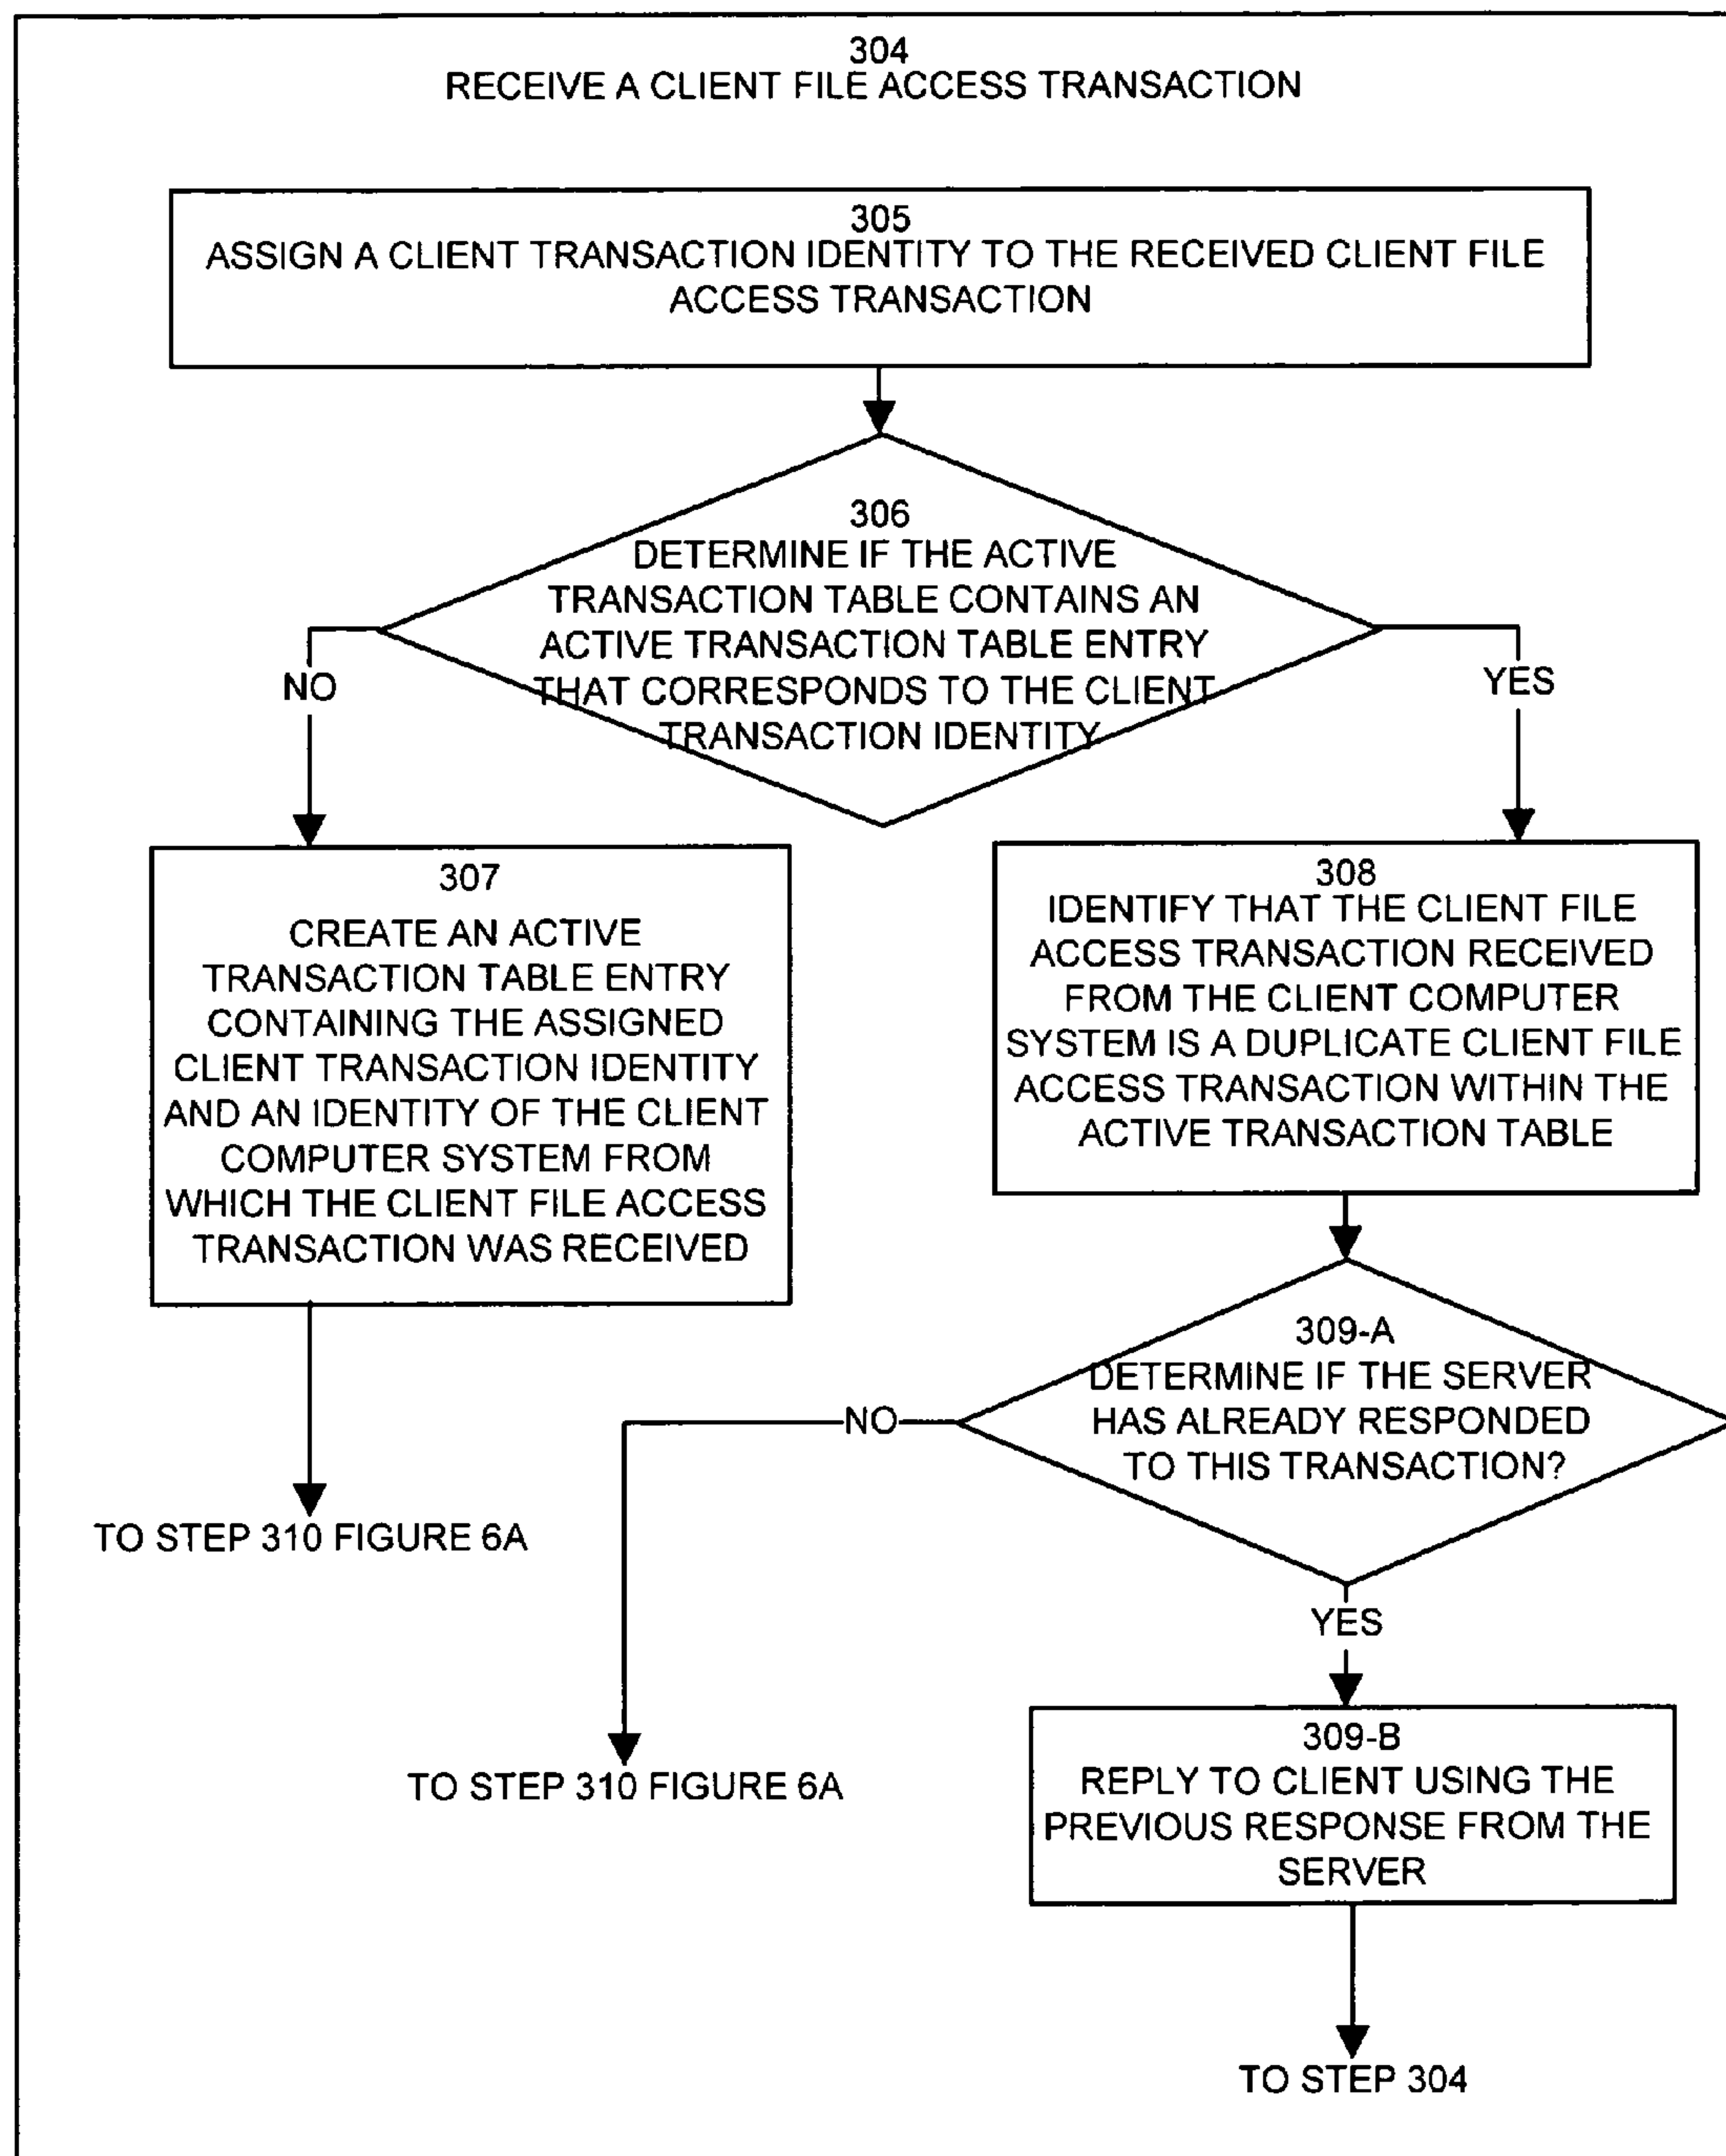 304
RECEIVE A CLIENT FILE ACCESS TRANSACTION
305
ASSIGN A CLIENT TRANSACTION IDENTITY TO THE RECEIVED CLIENT FILE
ACCESS TRANSACTION
306
DETERMINE IF THE ACTIVE
TRANSACTION TABLE CONTAINS AN
ACTIVE TRANSACTION TABLE ENTRY
THAT CORRESPONDS TO THE CLIENT
TRANSACTION IDENTITY
NO
YES
307
CREATE AN ACTIVE
TRANSACTION TABLE ENTRY
CONTAINING THE ASSIGNED
CLIENT TRANSACTION IDENTITY
AND AN IDENTITY OF THE CLIENT
COMPUTER SYSTEM FROM
WHICH THE CLIENT FILE ACCESS
TRANSACTION WAS RECEIVED
TO STEP 310 FIGURE 6A
308
IDENTIFY THAT THE CLIENT FILE
ACCESS TRANSACTION RECEIVED
FROM THE CLIENT COMPUTER
SYSTEM IS A DUPLICATE CLIENT FILE
ACCESS TRANSACTION WITHIN THE
ACTIVE TRANSACTION TABLE
309-A
DETERMINE IF THE SERVER
HAS ALREADY RESPONDED
TO THIS TRANSACTION?
NO
TO STEP 310 FIGURE 6A
YES
309-B
REPLY TO CLIENT USING THE
PREVIOUS RESPONSE FROM THE
SERVER
TO STEP 304